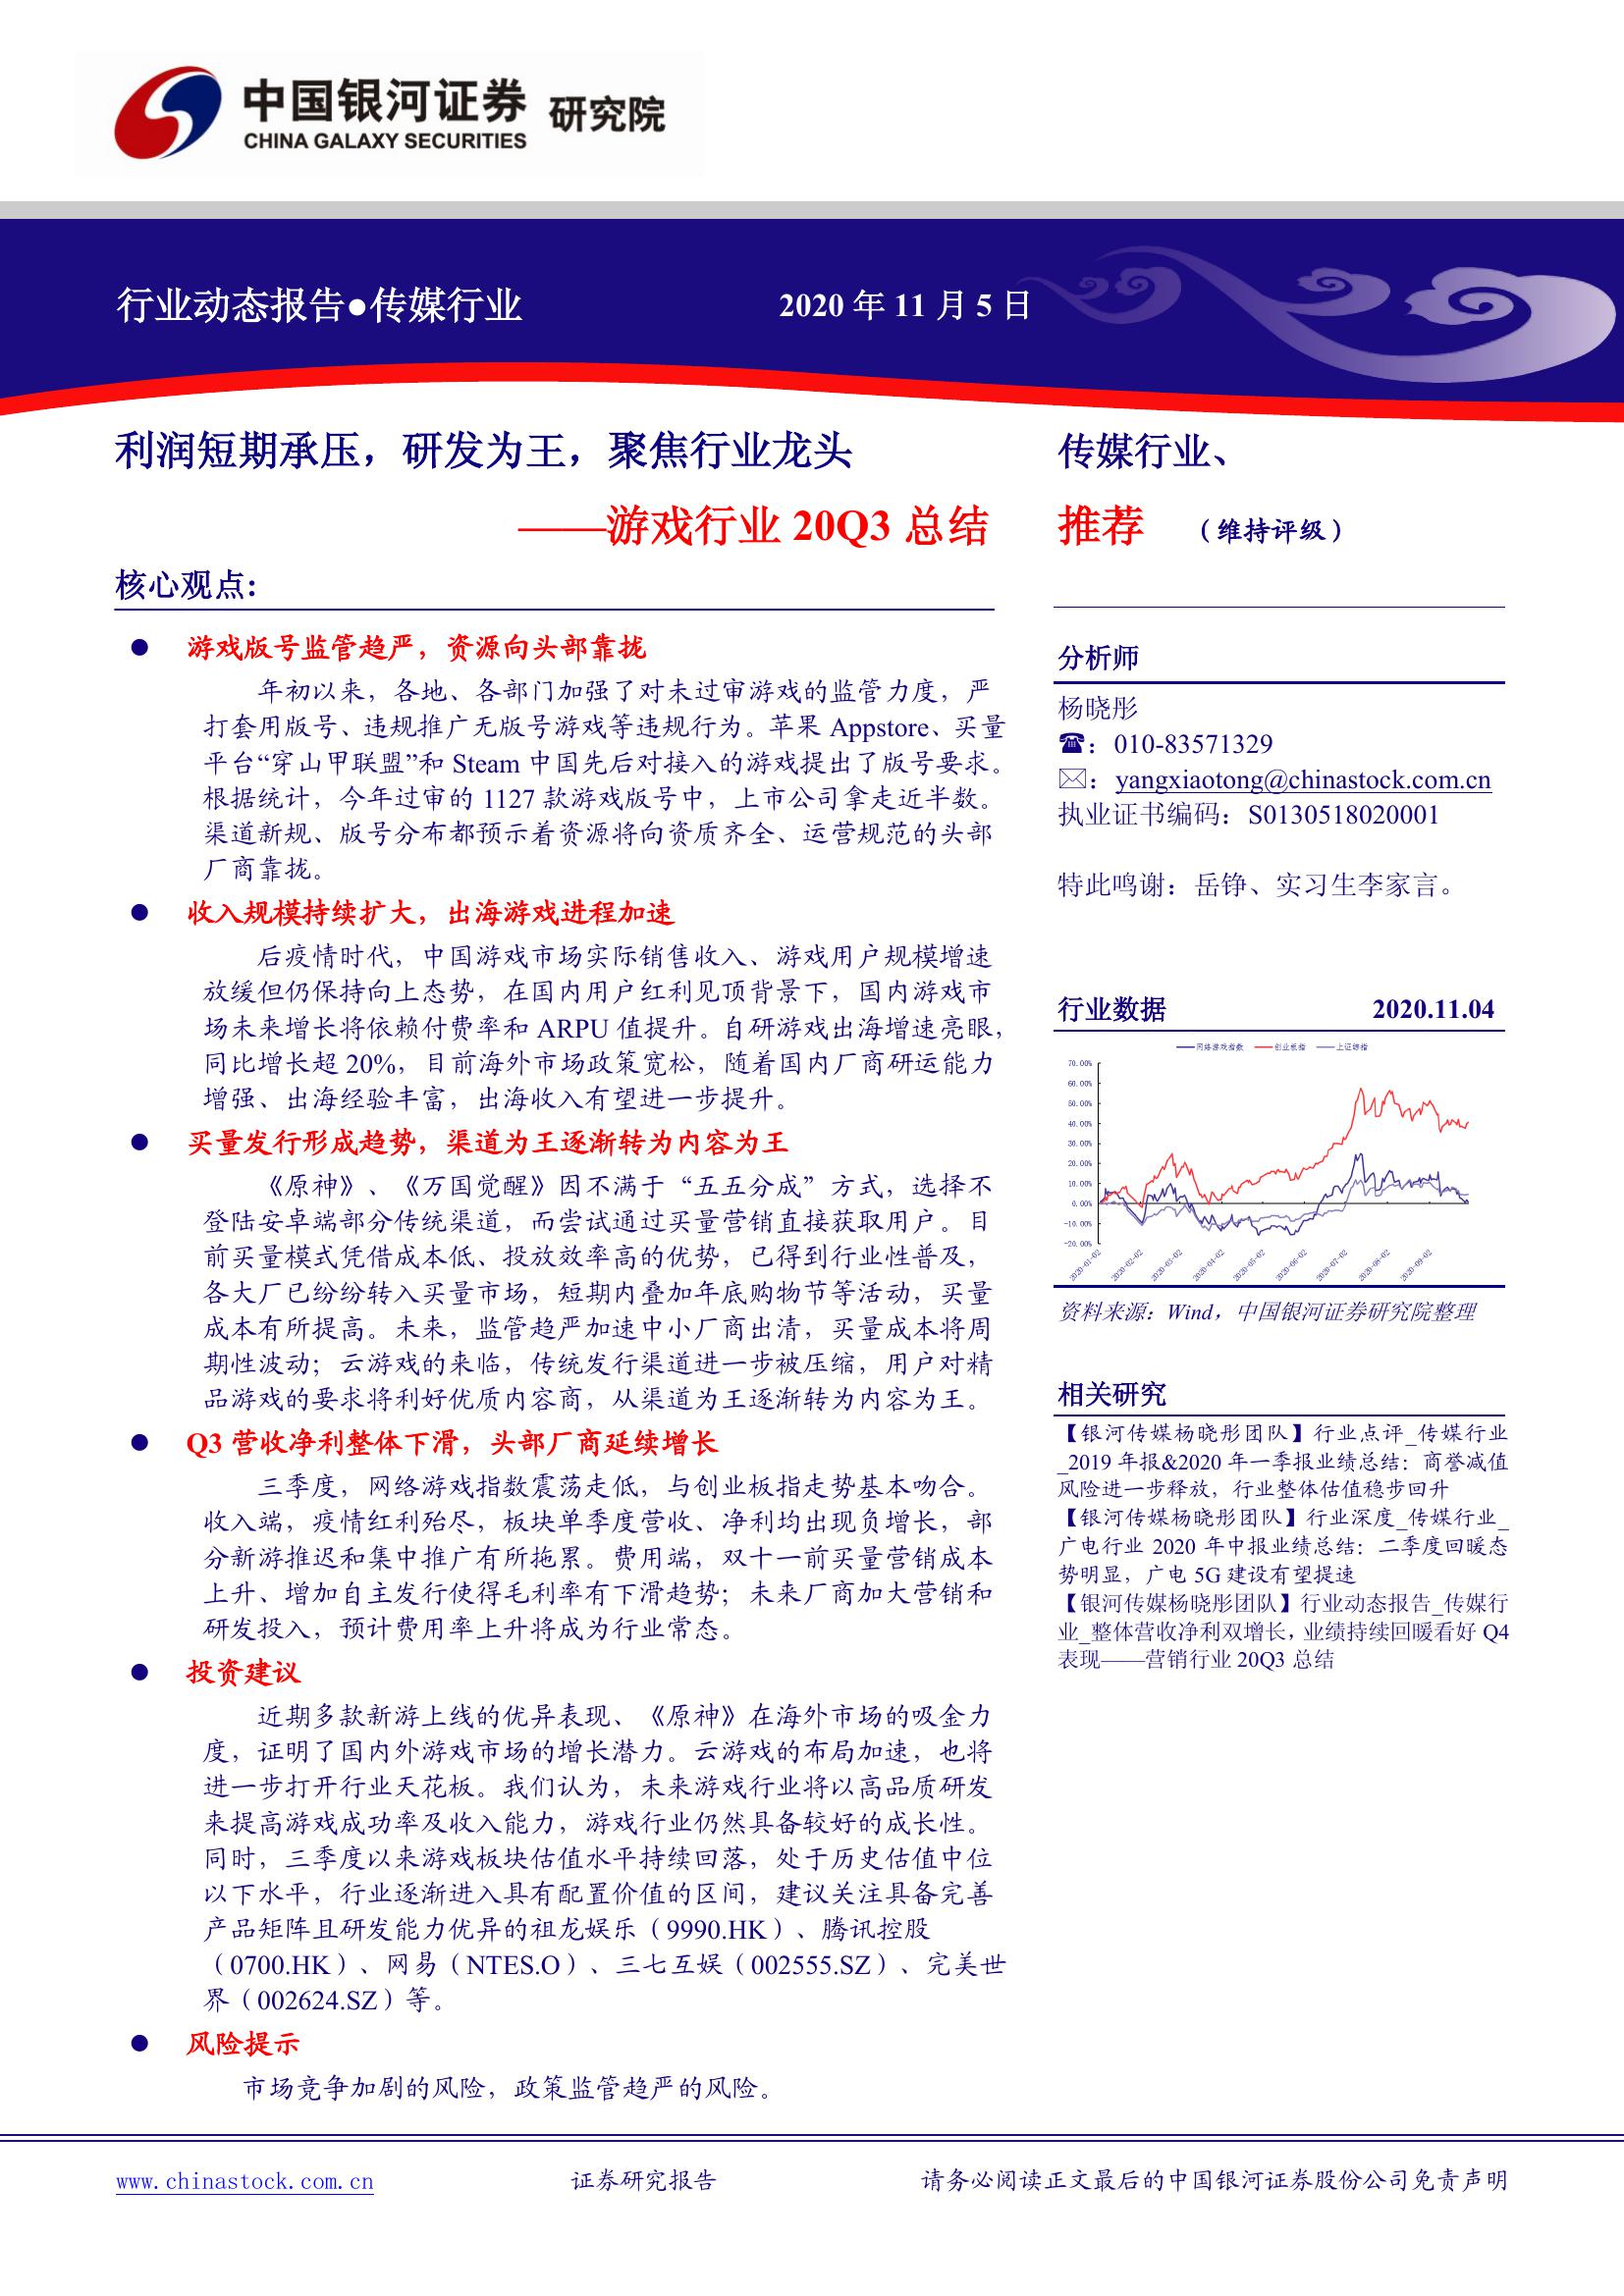 中国银河证券 研究院
CHINA GALAXY SECURITIES
行业动态报告●传媒行业
2020 年 11 月 5 日
利润短期承压，研发为王，聚焦行业龙头
——游戏行业 20Q3 总结
核心观点:
● 游戏版号监管趋严，资源向头部靠拢
年初以来，各地、各部门加强了对未过审游戏的监管力度，严
打套用版号、违规推广无版号游戏等违规行为。苹果 Appstore、买量
平台“穿山甲联盟”和 Steam 中国先后对接入的游戏提出了版号要求。
根据统计，今年过审的 1127 款游戏版号中，上市公司拿走近半数。
渠道新规、版号分布都预示着资源将向资质齐全、运营规范的头部
厂商靠拢。
● 收入规模持续扩大，出海游戏进程加速
后疫情时代，中国游戏市场实际销售收入、游戏用户规模增速
放缓但仍保持向上态势，在国内用户红利见顶背景下，国内游戏市
场未来增长将依赖付费率和 ARPU 值提升。自研游戏出海增速亮眼，
同比增长超 20%，目前海外市场政策宽松，随着国内厂商研运能力
增强、出海经验丰富，出海收入有望进一步提升。
● 买量发行形成趋势，渠道为王逐渐转为内容为王
《原神》、《万国觉醒》因不满于“五五分成”方式，选择不
登陆安卓端部分传统渠道，而尝试通过买量营销直接获取用户。目
前买量模式凭借成本低、投放效率高的优势，已得到行业性普及，
各大厂已纷纷转入买量市场，短期内叠加年底购物节等活动，买量
成本有所提高。未来，监管趋严加速中小厂商出清，买量成本将周
期性波动；云游戏的来临，传统发行渠道进一步被压缩，用户对精
品游戏的要求将利好优质内容商，从渠道为王逐渐转为内容为王。
● Q3 营收净利整体下滑，头部厂商延续增长
三季度，网络游戏指数震荡走低，与创业板指走势基本吻合。
收入端，疫情红利殆尽，板块单季度营收、净利均出现负增长，部
分新游推迟和集中推广有所拖累。费用端，双十一前买量营销成本
上升、增加自主发行使得毛利率有下滑趋势；未来厂商加大营销和
研发投入，预计费用率上升将成为行业常态。
● 投资建议
近期多款新游上线的优异表现、《原神》在海外市场的吸金力
度，证明了国内外游戏市场的增长潜力。云游戏的布局加速，也将
进一步打开行业天花板。我们认为，未来游戏行业将以高品质研发
来提高游戏成功率及收入能力，游戏行业仍然具备较好的成长性。
同时，三季度以来游戏板块估值水平持续回落，处于历史估值中位
以下水平，行业逐渐进入具有配置价值的区间，建议关注具备完善
产品矩阵且研发能力优异的祖龙娱乐（9990.HK）、腾讯控股
（0700.HK）、网易（NTES.O）、三七互娱（002555.SZ）、完美世
界（002624.SZ）等。
● 风险提示
市场竞争加剧的风险，政策监管趋严的风险。
传媒行业、
推荐 （维持评级）
分析师
杨晓彤
☎：010-83571329
✉：yangxiaotong@chinastock.com.cn
执业证书编码：S0130518020001
特此鸣谢：岳铮、实习生李家言。
行业数据 2020.11.04
网络游戏指数 创业板指 上证综指
70.00%
60.00%
50.00%
40.00%
30.00%
20.00%
10.00%
0.00%
-10.00%
-20.00%
2020-01-02 2020-02-02 2020-03-02 2020-04-02 2020-05-02 2020-06-02 2020-07-02 2020-08-02 2020-09-02
资料来源：Wind，中国银河证券研究院整理
相关研究
【银河传媒杨晓彤团队】行业点评_传媒行业
_2019 年报&2020 年一季报业绩总结：商誉减值
风险进一步释放，行业整体估值稳步回升
【银河传媒杨晓彤团队】行业深度_传媒行业_
广电行业 2020 年中报业绩总结：二季度回暖态
势明显，广电 5G 建设有望提速
【银河传媒杨晓彤团队】行业动态报告_传媒行
业_整体营收净利双增长，业绩持续回暖看好 Q4
表现——营销行业 20Q3 总结
www.chinastock.com.cn
证券研究报告
请务必阅读正文最后的中国银河证券股份公司免责声明